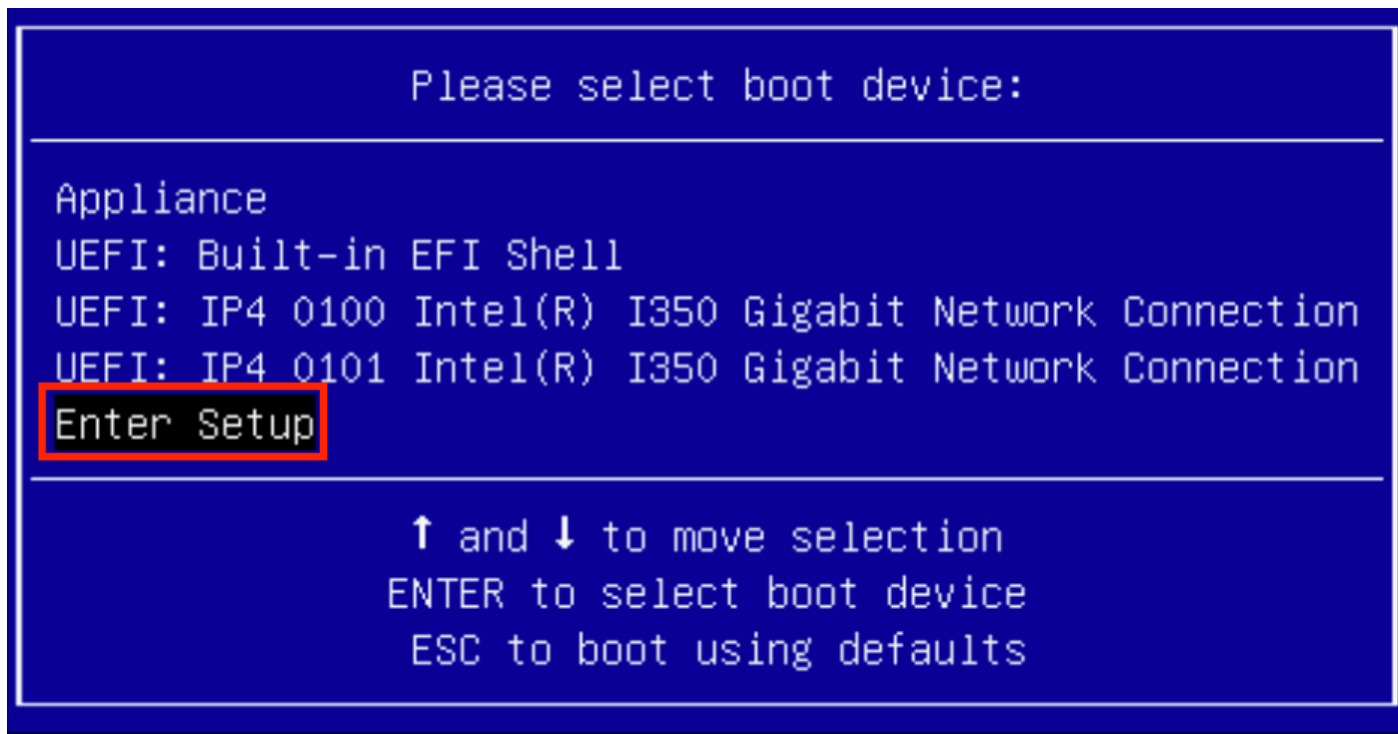 Please select boot device:
Appliance
UEFI: Built-in EFI Shell
UEFI: IP4 0100 Intel(R) I350 Gigabit Network Connection
UEFI: IP4 0101 Intel(R) I350 Gigabit Network Connection
Enter Setup
↑ and ↓ to move selection
ENTER to select boot device
ESC to boot using defaults